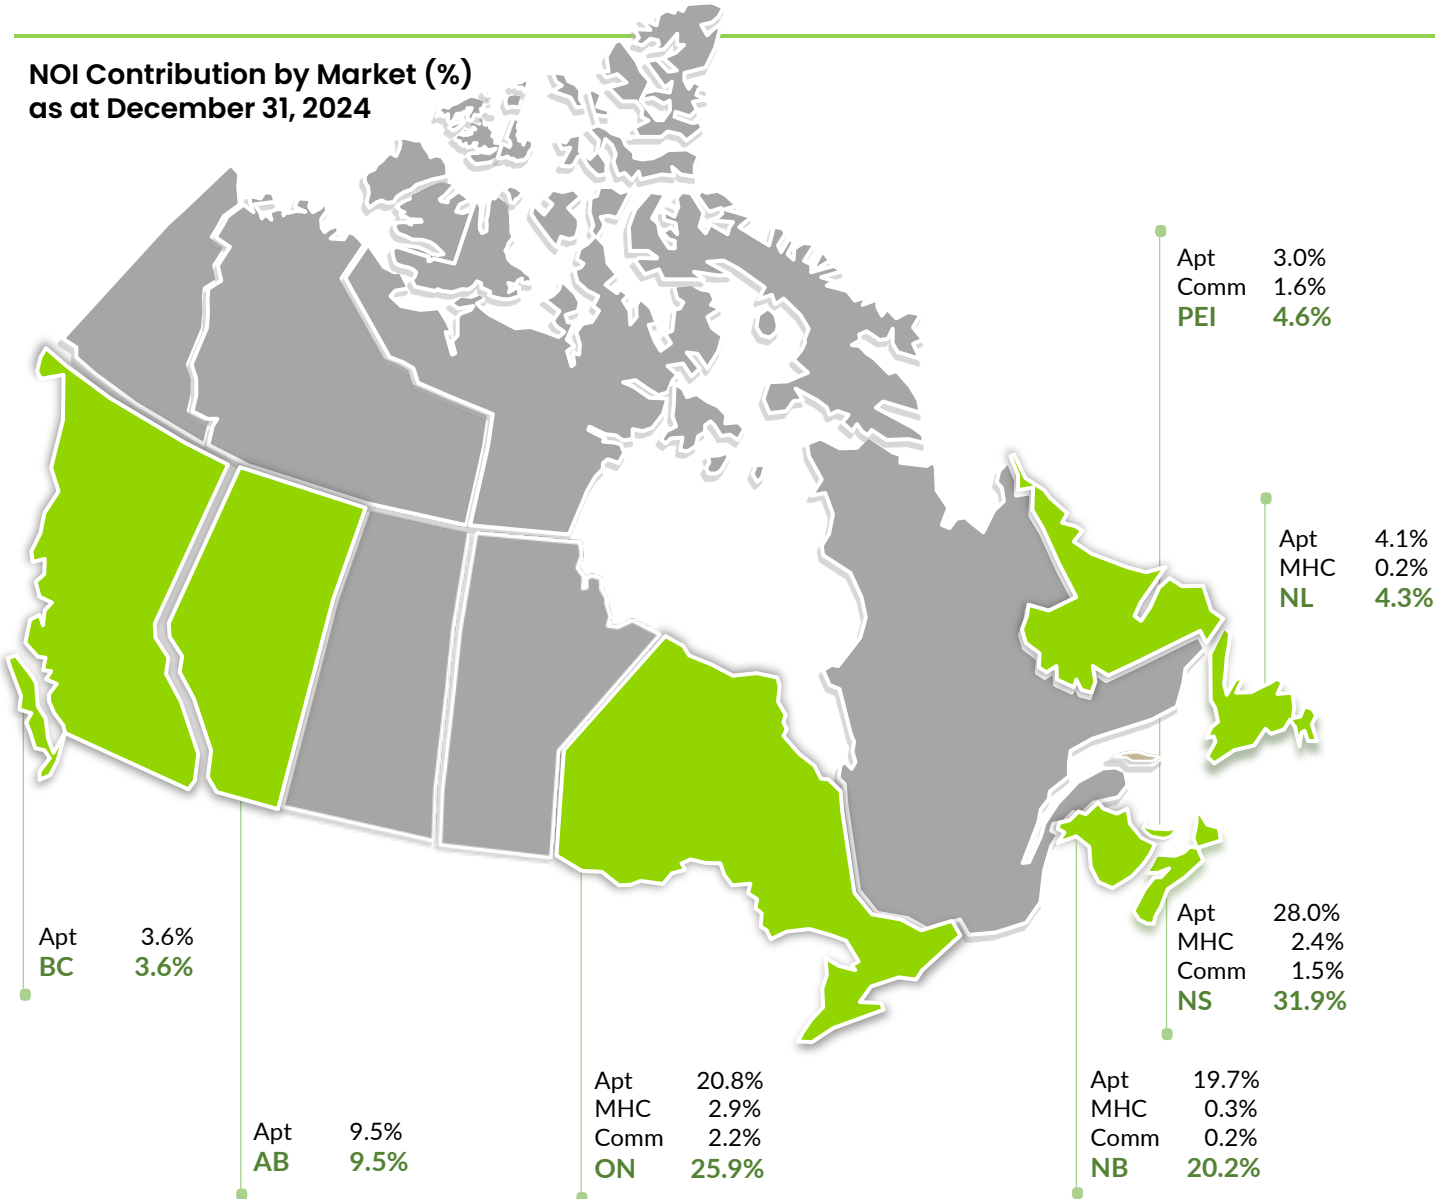 NOI Contribution by Market (%)
as at December 31, 2024
Apt 3.0%
Comm 1.6%
PEI 4.6%
Apt 4.1%
MHC 0.2%
NL 4.3%
Apt 28.0%
MHC 2.4%
Comm 1.5%
NS 31.9%
Apt 3.6%
BC 3.6%
Apt 9.5%
AB 9.5%
Apt 20.8%
MHC 2.9%
Comm 2.2%
ON 25.9%
Apt 19.7%
MHC 0.3%
Comm 0.2%
NB 20.2%